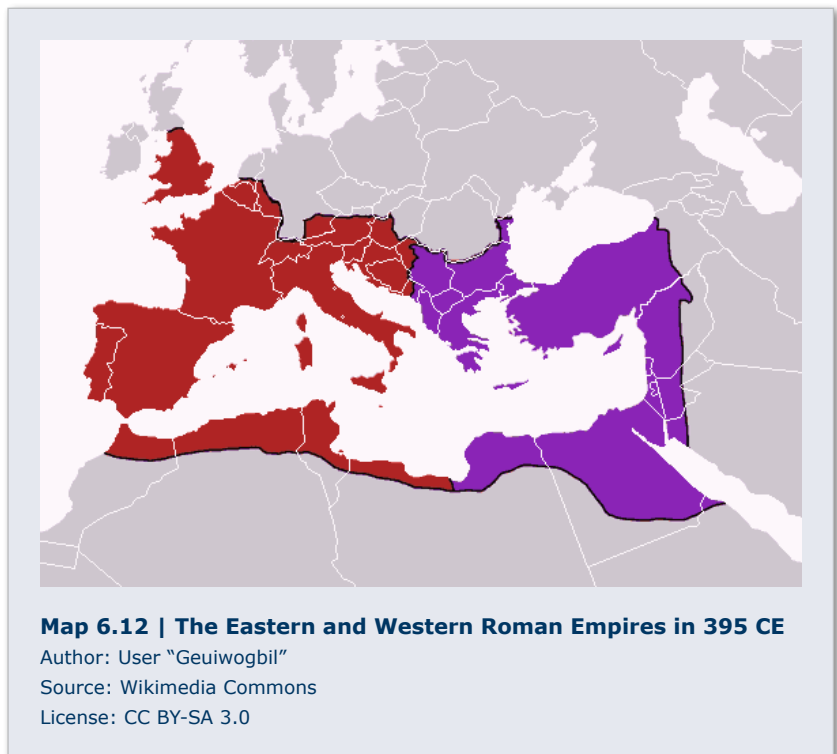 Map 6.12 | The Eastern and Western Roman Empires in 395 CE
Author: User “Geuiwogbil”
Source: Wikimedia Commons
License: CC BY-SA 3.0